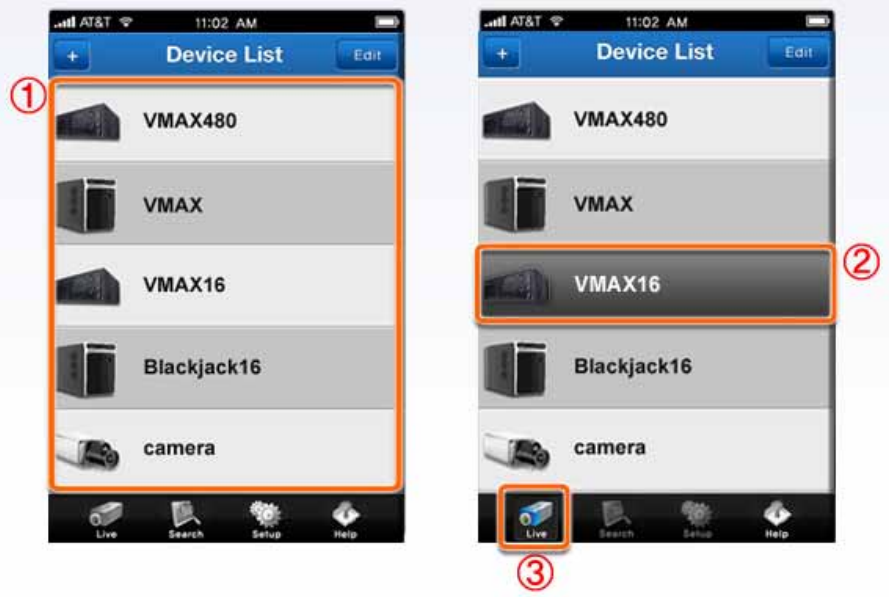 AT&T 11:02 AM
+ Device List Edit
①
VMAX480
VMAX
VMAX16
Blackjack16
camera
Live Search Setup Help
AT&T 11:02 AM
+ Device List Edit
VMAX480
VMAX
VMAX16
②
Blackjack16
camera
Live Search Setup Help
③